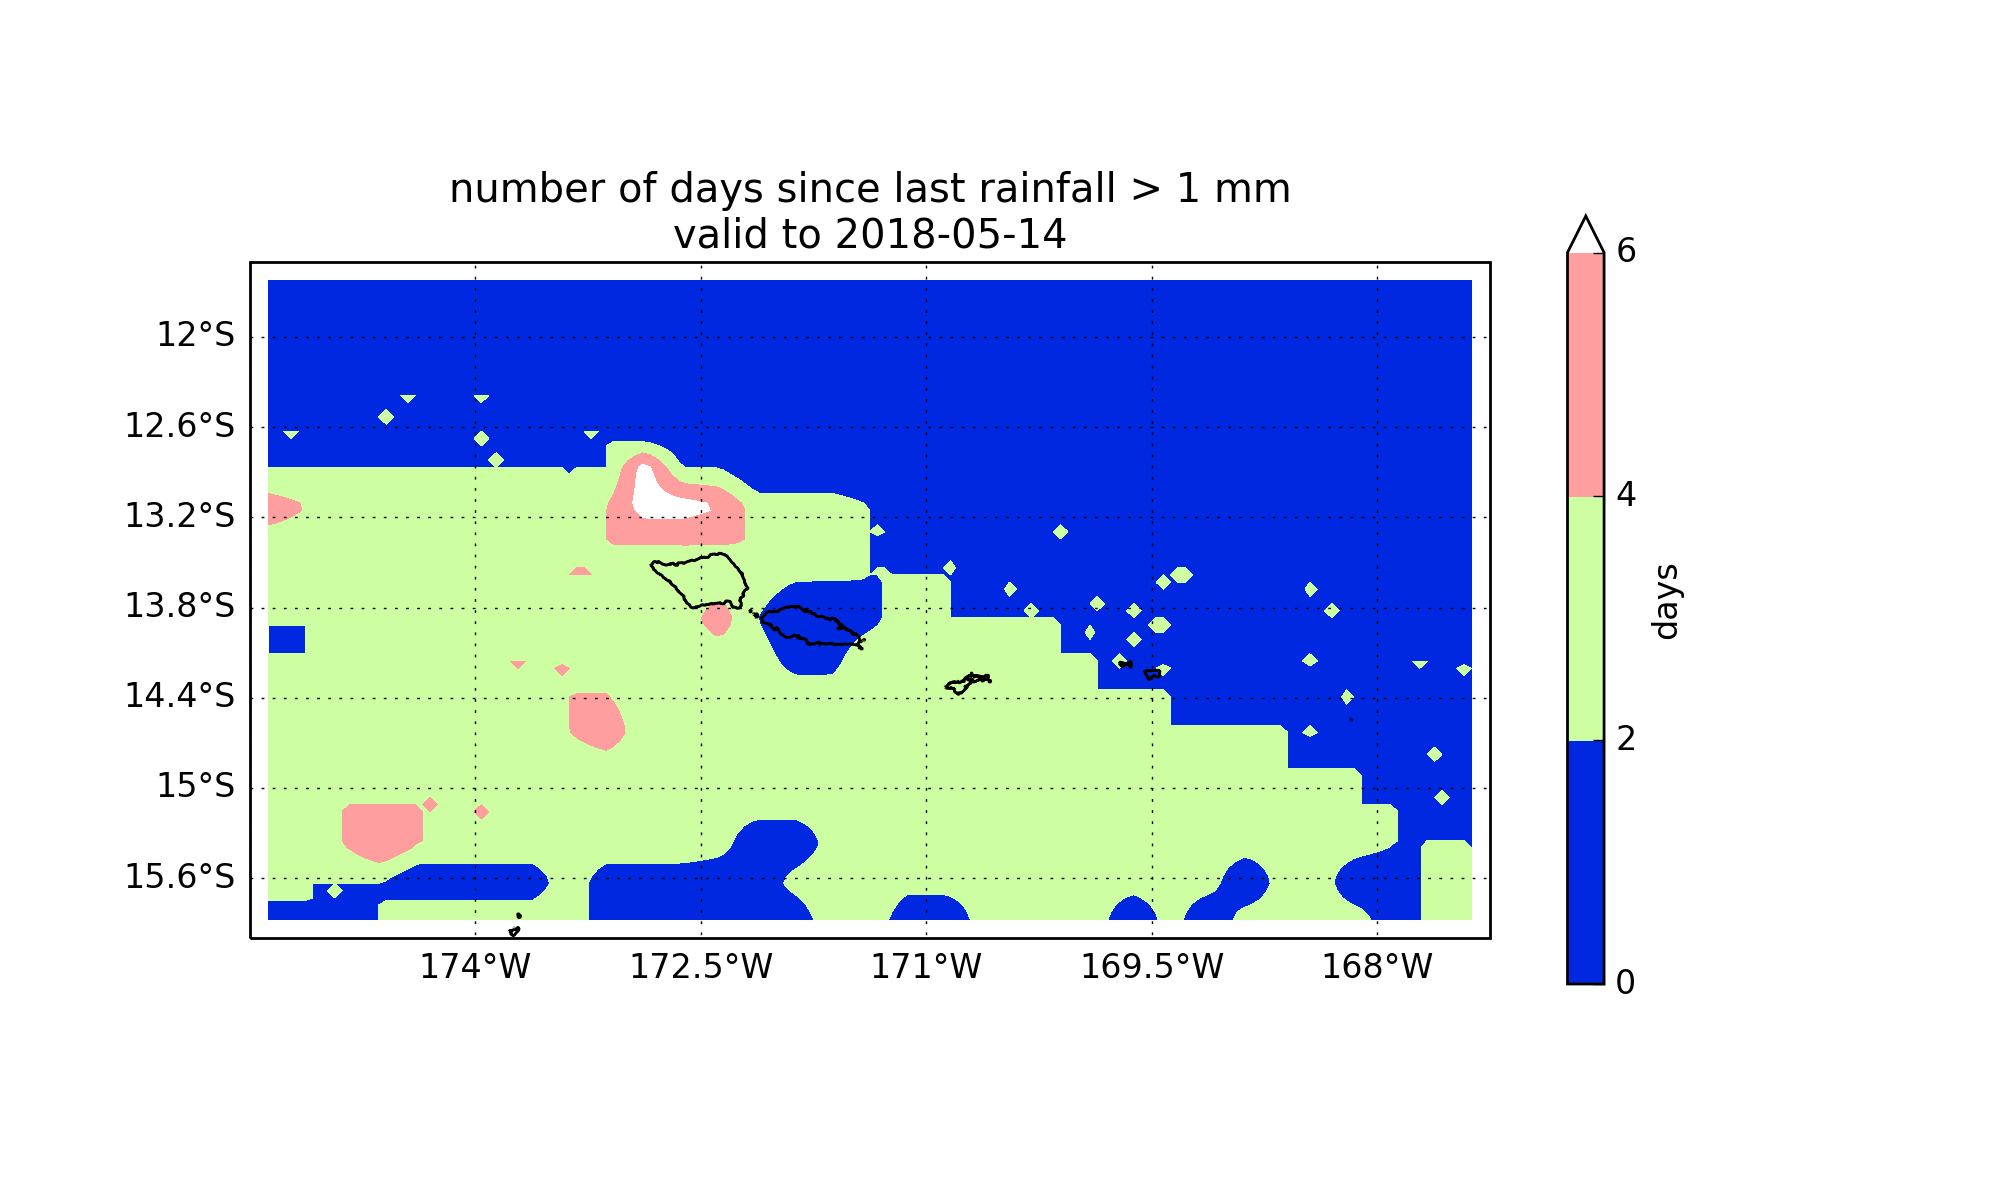 number of days since last rainfall > 1 mm
valid to 2018-05-14
12°S
12.6°S
13.2°S
13.8°S
14.4°S
15°S
15.6°S
174°W
172.5°W
171°W
169.5°W
168°W
6
4
2
0
days